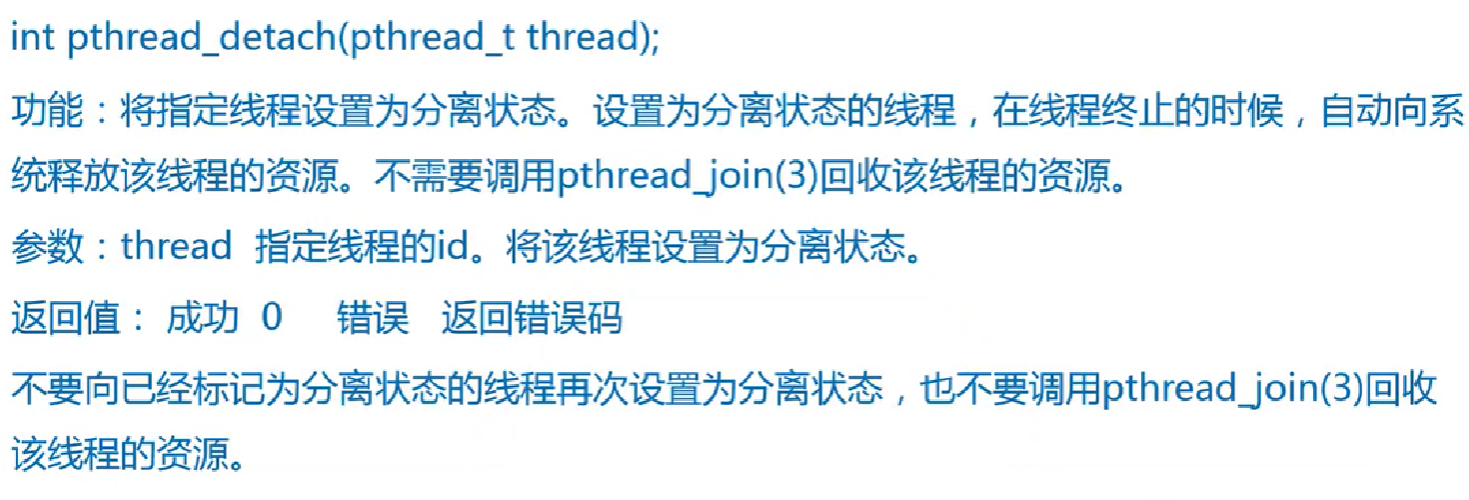 int pthread_detach(pthread_t thread);
功能：将指定线程设置为分离状态。设置为分离状态的线程，在线程终止的时候，自动向系
统释放该线程的资源。不需要调用pthread_join(3)回收该线程的资源。
参数：thread 指定线程的id。将该线程设置为分离状态。
返回值： 成功 0 错误 返回错误码
不要向已经标记为分离状态的线程再次设置为分离状态，也不要调用pthread_join(3)回收
该线程的资源。